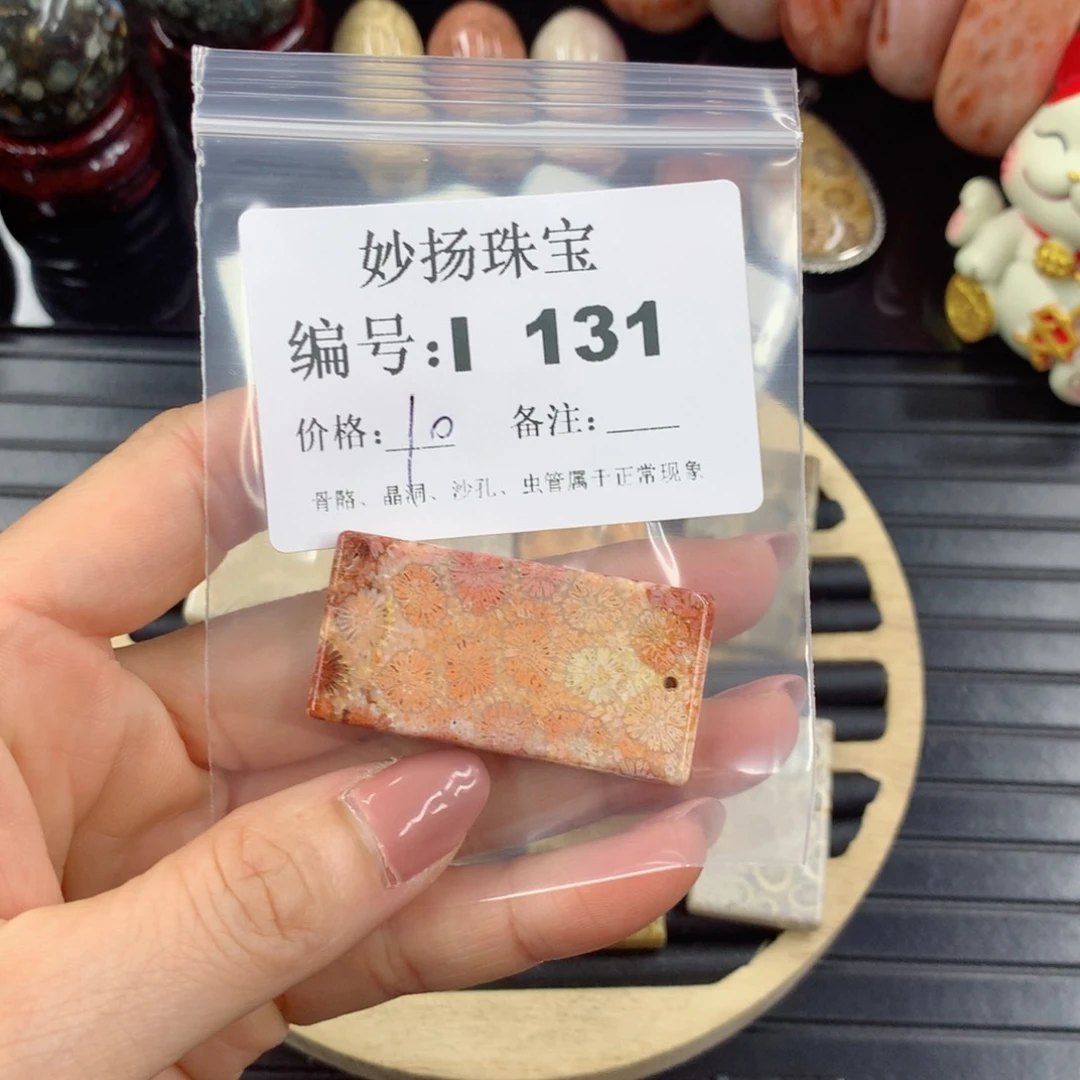 妙扬珠宝
编号:I 131
价格: 10 备注:
骨骼、晶洞、沙孔、虫管属于正常现象